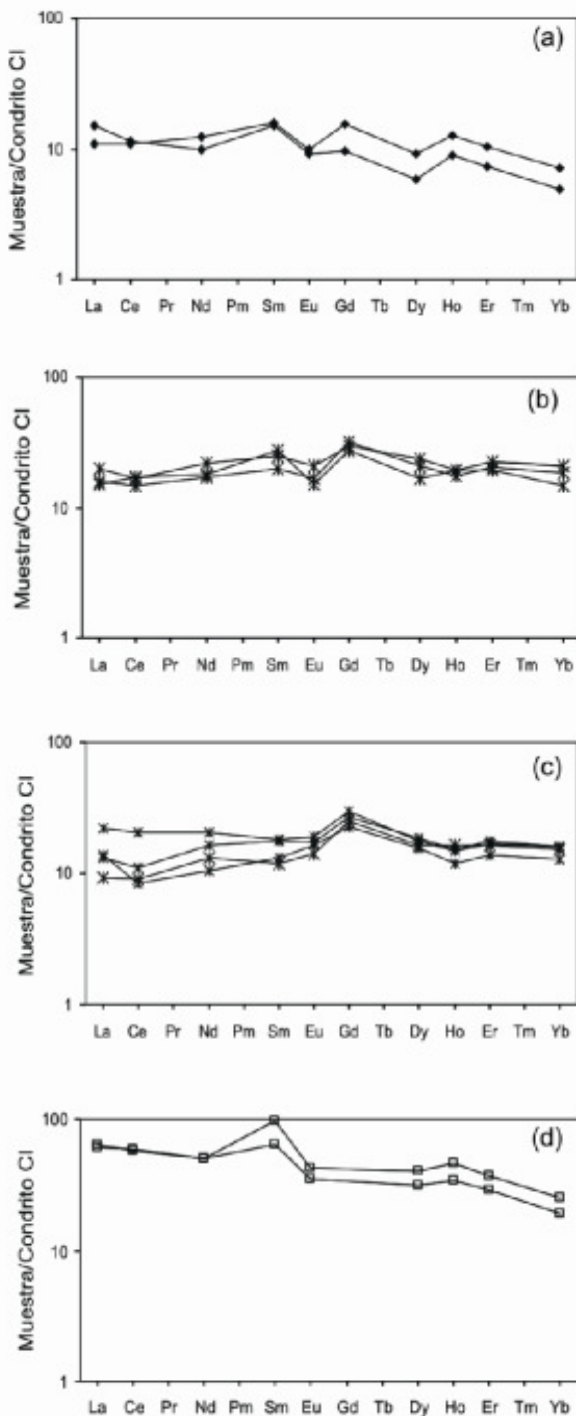 (a)
Muestra/Condrito CI
100
10
1
La Ce Pr Nd Pm Sm Eu Gd Tb Dy Ho Er Tm Yb
(b)
Muestra/Condrito CI
100
10
1
La Ce Pr Nd Pm Sm Eu Gd Tb Dy Ho Er Tm Yb
(c)
Muestra/Condrito CI
100
10
1
La Ce Pr Nd Pm Sm Eu Gd Tb Dy Ho Er Tm Yb
(d)
Muestra/Condrito CI
100
10
1
La Ce Pr Nd Pm Sm Eu Gd Tb Dy Ho Er Tm Yb